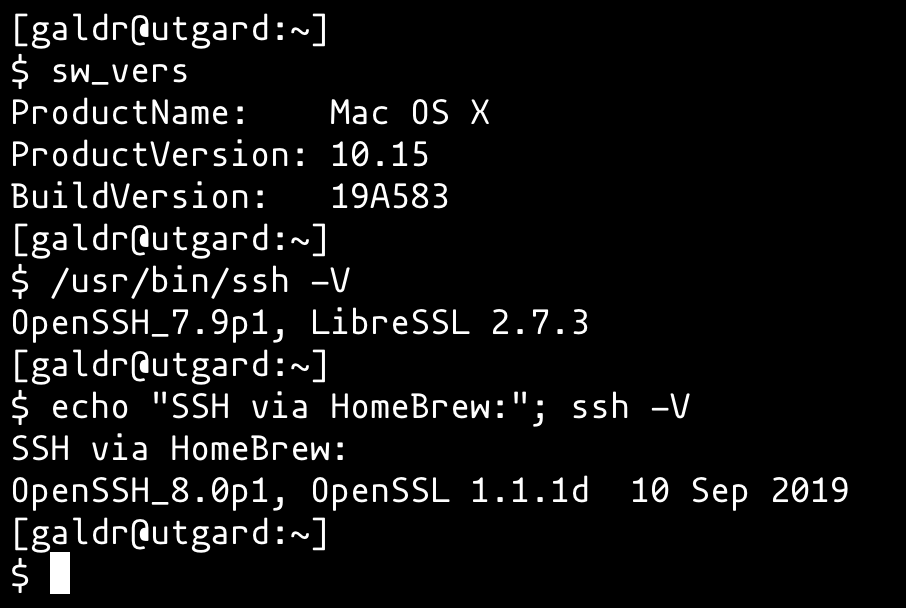 [galdr@utgard:~]
$ sw_vers
ProductName:    Mac OS X
ProductVersion: 10.15
BuildVersion:   19A583
[galdr@utgard:~]
$ /usr/bin/ssh -V
OpenSSH_7.9p1, LibreSSL 2.7.3
[galdr@utgard:~]
$ echo "SSH via HomeBrew:"; ssh -V
SSH via HomeBrew:
OpenSSH_8.0p1, OpenSSL 1.1.1d  10 Sep 2019
[galdr@utgard:~]
$